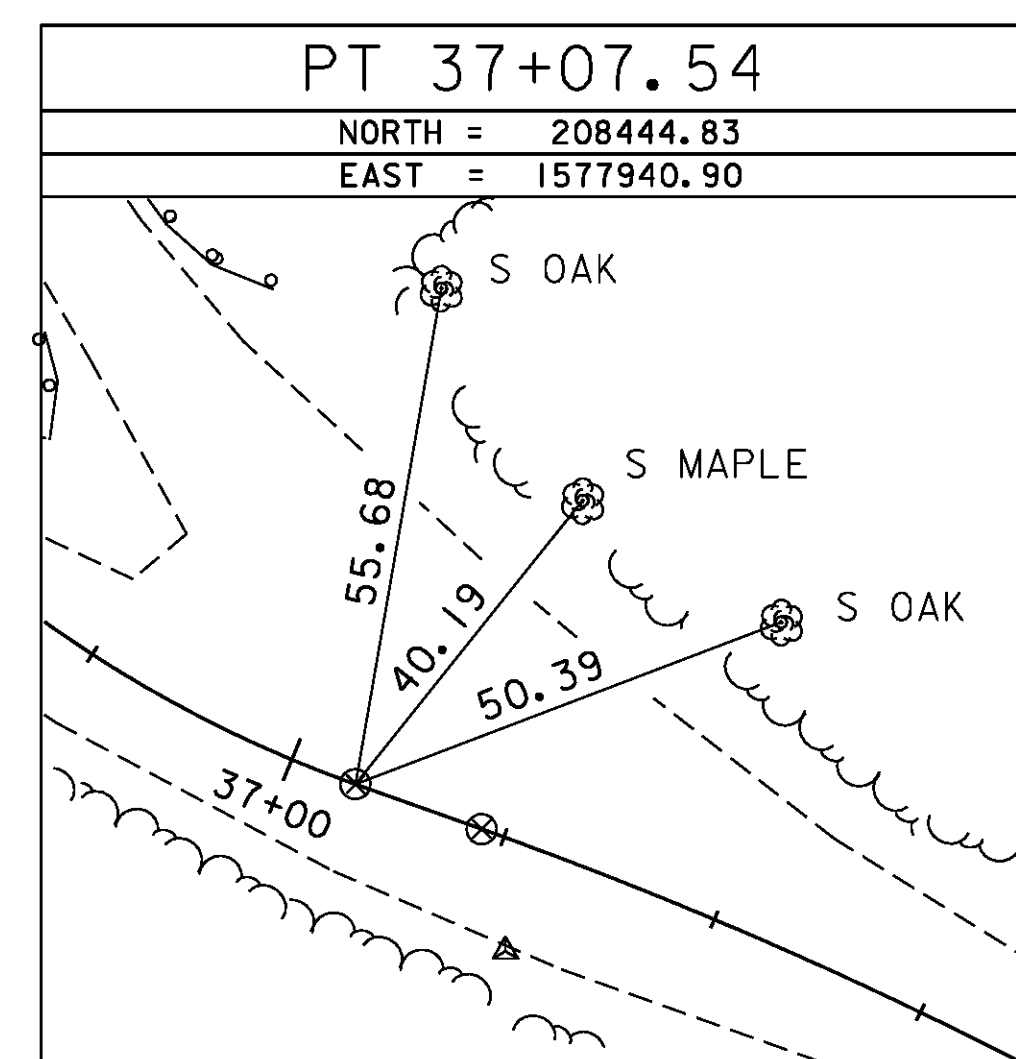 PT 37+07.54
NORTH = 208444.83
EAST = 1577940.90
S OAK
S MAPLE
55.68
40.19
S OAK
50.39
37+00